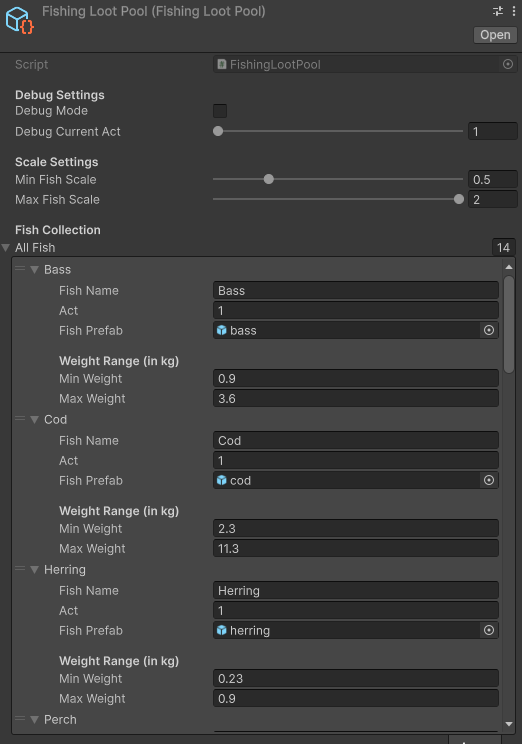 Fishing Loot Pool (Fishing Loot Pool)
Open
Script FishingLootPool
Debug Settings
Debug Mode
Debug Current Act 1
Scale Settings
Min Fish Scale 0.5
Max Fish Scale 2
Fish Collection
All Fish 14
Bass
Fish Name Bass
Act 1
Fish Prefab bass
Weight Range (in kg)
Min Weight 0.9
Max Weight 3.6
Cod
Fish Name Cod
Act 1
Fish Prefab cod
Weight Range (in kg)
Min Weight 2.3
Max Weight 11.3
Herring
Fish Name Herring
Act 1
Fish Prefab herring
Weight Range (in kg)
Min Weight 0.23
Max Weight 0.9
Perch